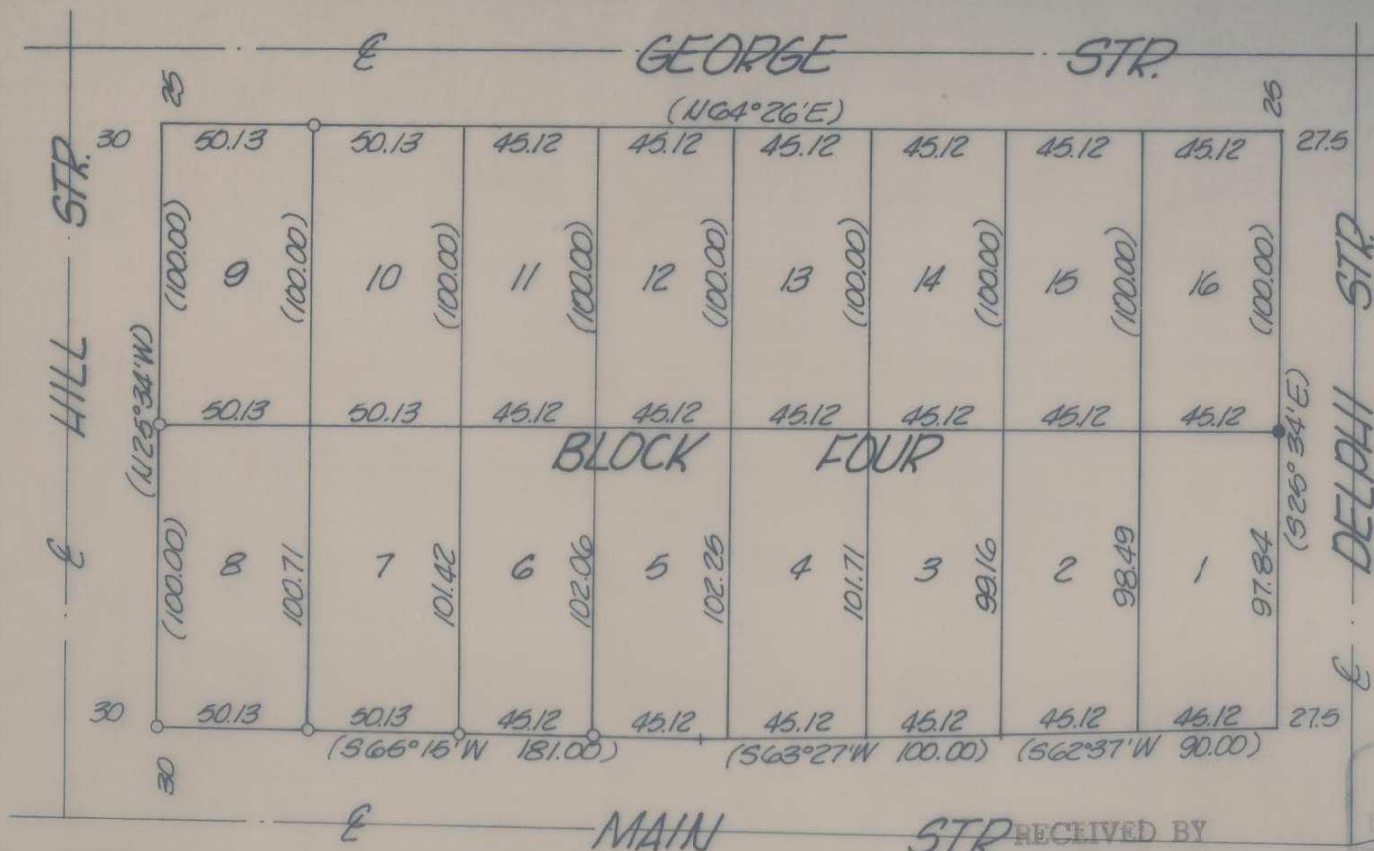 ℄ GEORGE STR.
25 (N64°26'E) 25
30 50.13 50.13 45.12 45.12 45.12 45.12 45.12 45.12 27.5
℄ HILL STR.
(N25°34'W)
(100.00) (100.00) (100.00) (100.00) (100.00) (100.00) (100.00) (100.00) (100.00)
9 10 11 12 13 14 15 16
50.13 50.13 45.12 45.12 45.12 45.12 45.12 45.12
BLOCK FOUR
(S25°34'E)
℄ DELPHI STR.
8 7 6 5 4 3 2 1
(100.00) 100.71 101.42 102.06 102.25 101.71 99.16 98.49 97.84
30 50.13 50.13 45.12 45.12 45.12 45.12 45.12 45.12 27.5
(S65°15'W 181.00) (S63°27'W 100.00) (S62°37'W 90.00)
30
℄ MAIN STR
RECEIVED BY